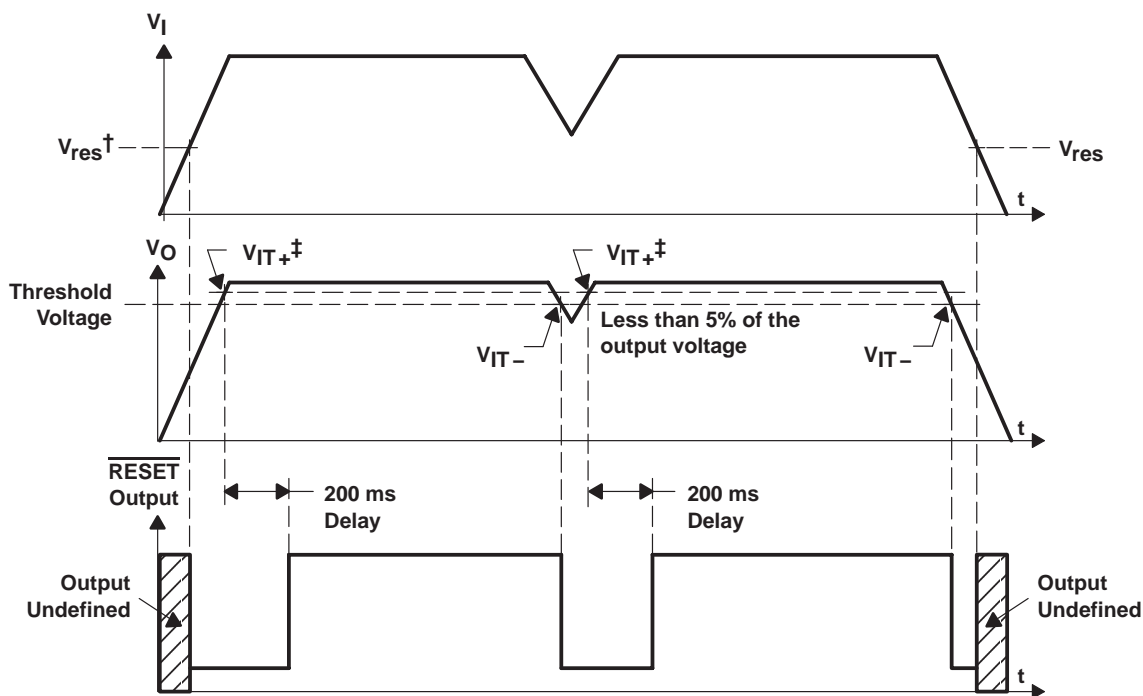 VI
Vres†
Vres
t
VO
VIT+‡
VIT+‡
Threshold
Voltage
Less than 5% of the
output voltage
VIT–
VIT–
t
RESET
Output
200 ms
Delay
200 ms
Delay
Output
Undefined
Output
Undefined
t